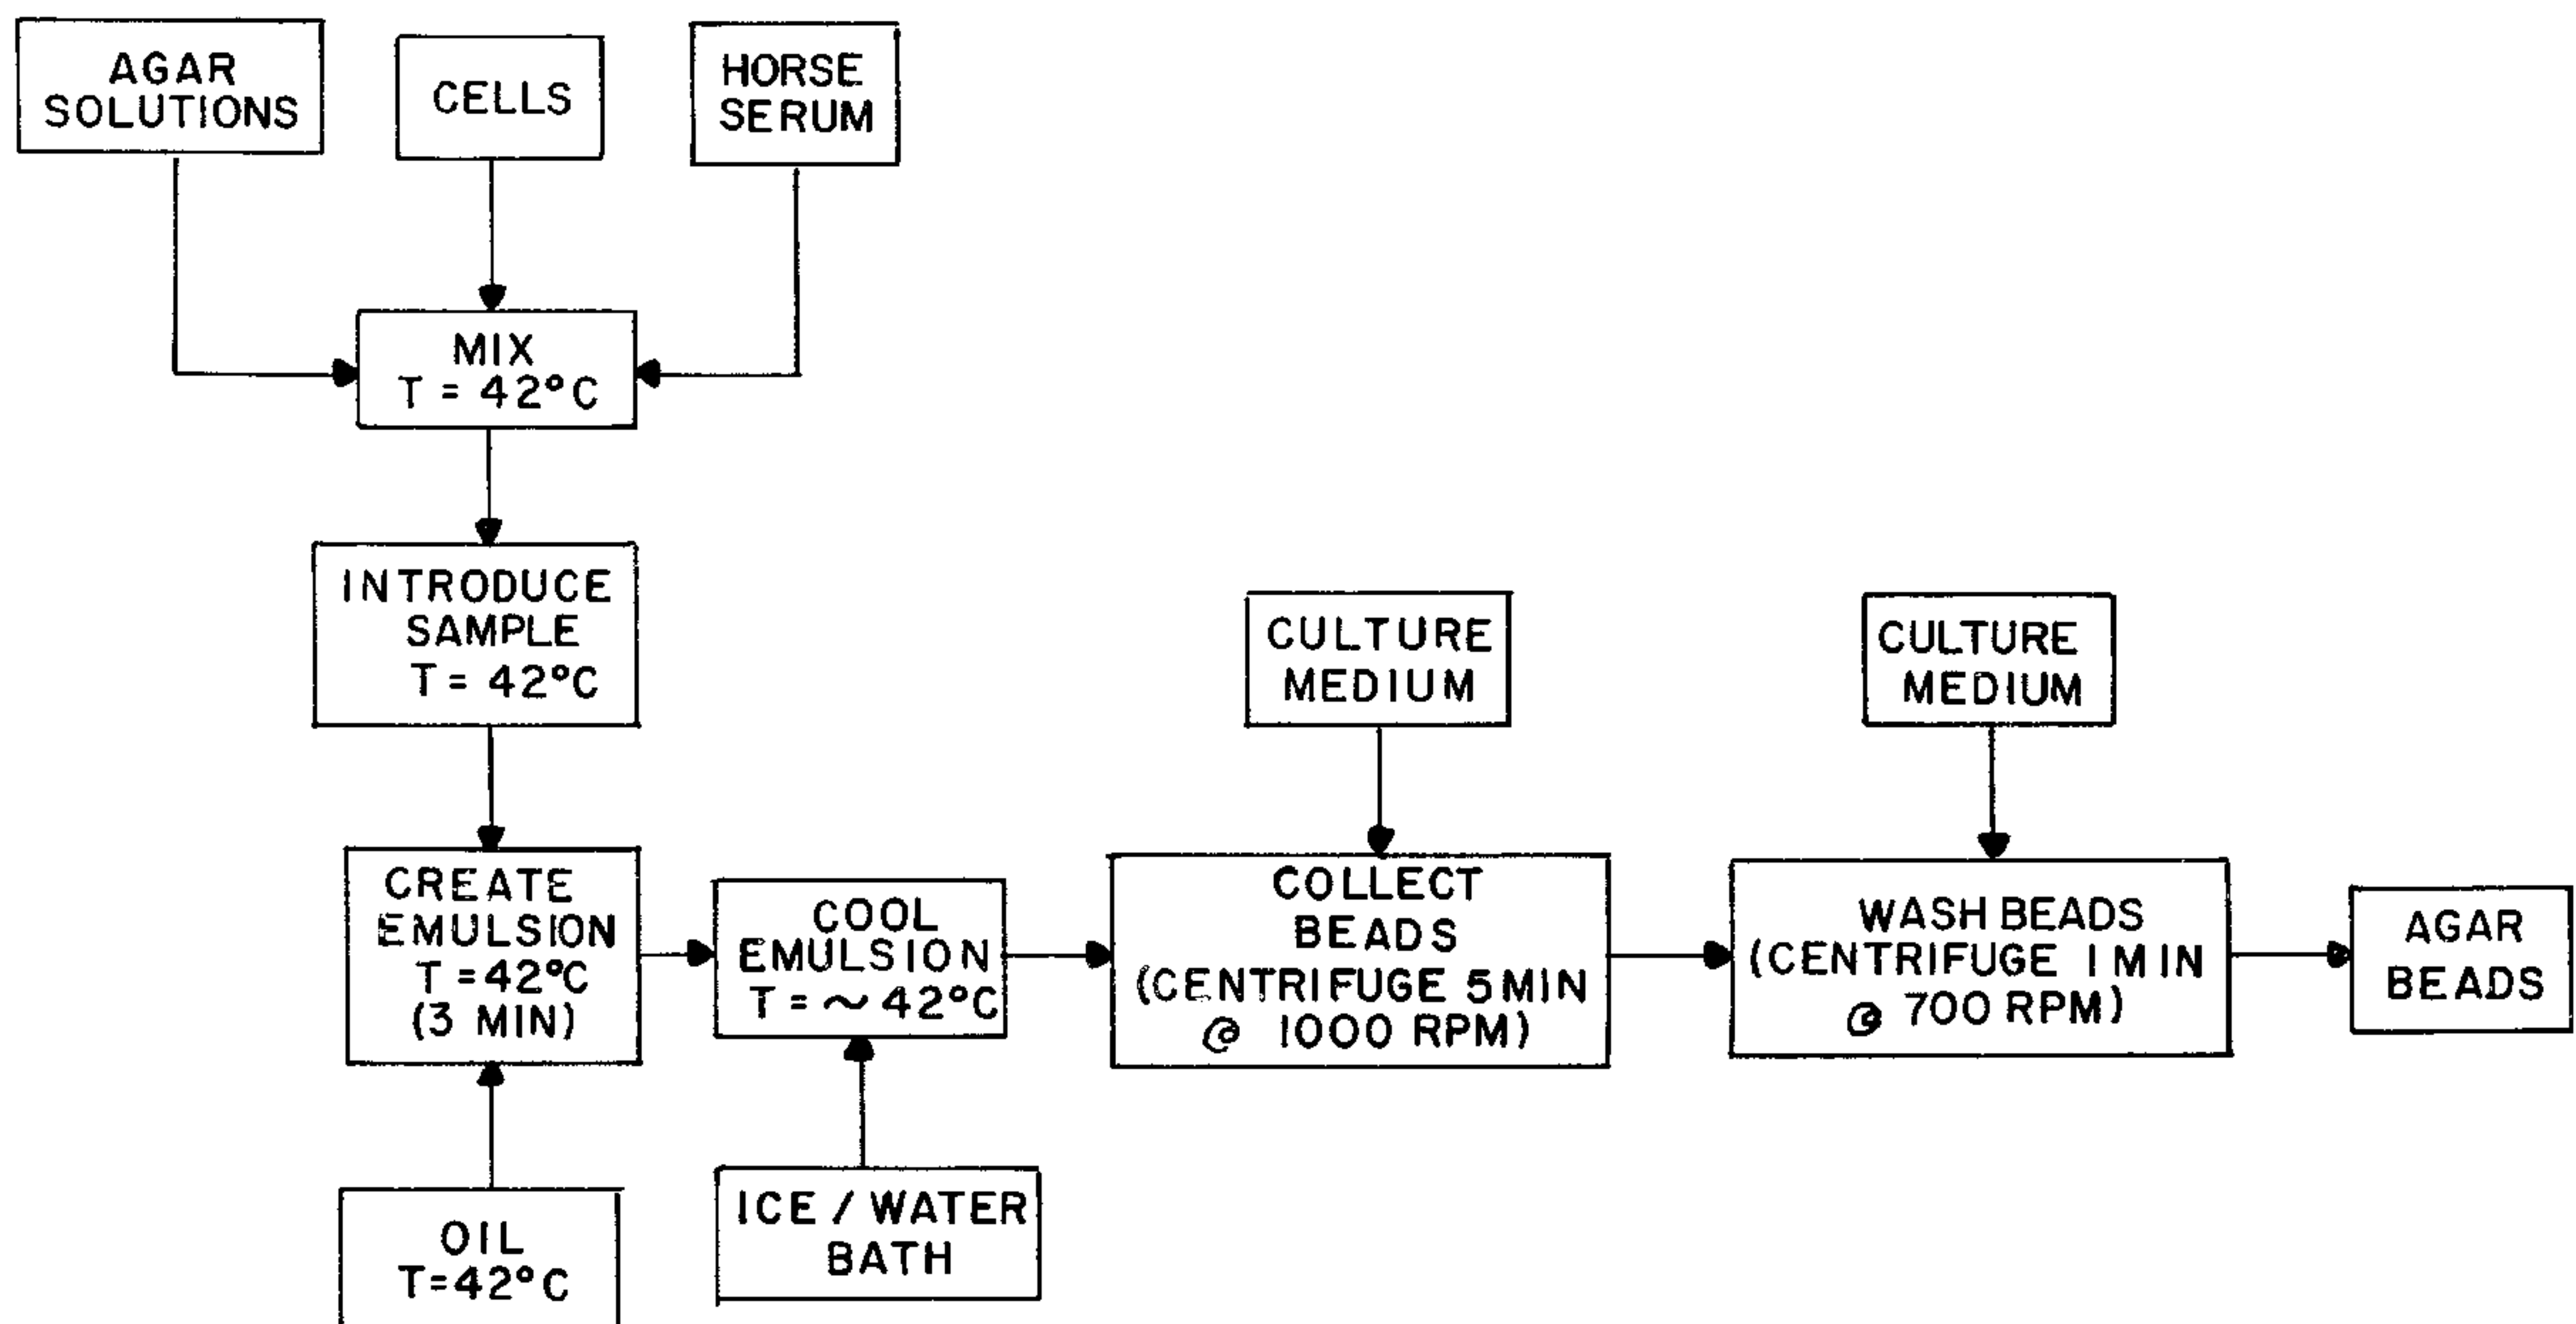 AGAR
SOLUTIONS
CELLS
HORSE
SERUM
MIX
T = 42°C
INTRODUCE
SAMPLE
T = 42°C
CULTURE
MEDIUM
CULTURE
MEDIUM
CREATE
EMULSION
T = 42°C
(3 MIN)
COOL
EMULSION
T = ~ 42°C
COLLECT
BEADS
(CENTRIFUGE 5 MIN
@ 1000 RPM)
WASH BEADS
(CENTRIFUGE 1 MIN
@ 700 RPM)
AGAR
BEADS
OIL
T=42°C
ICE / WATER
BATH